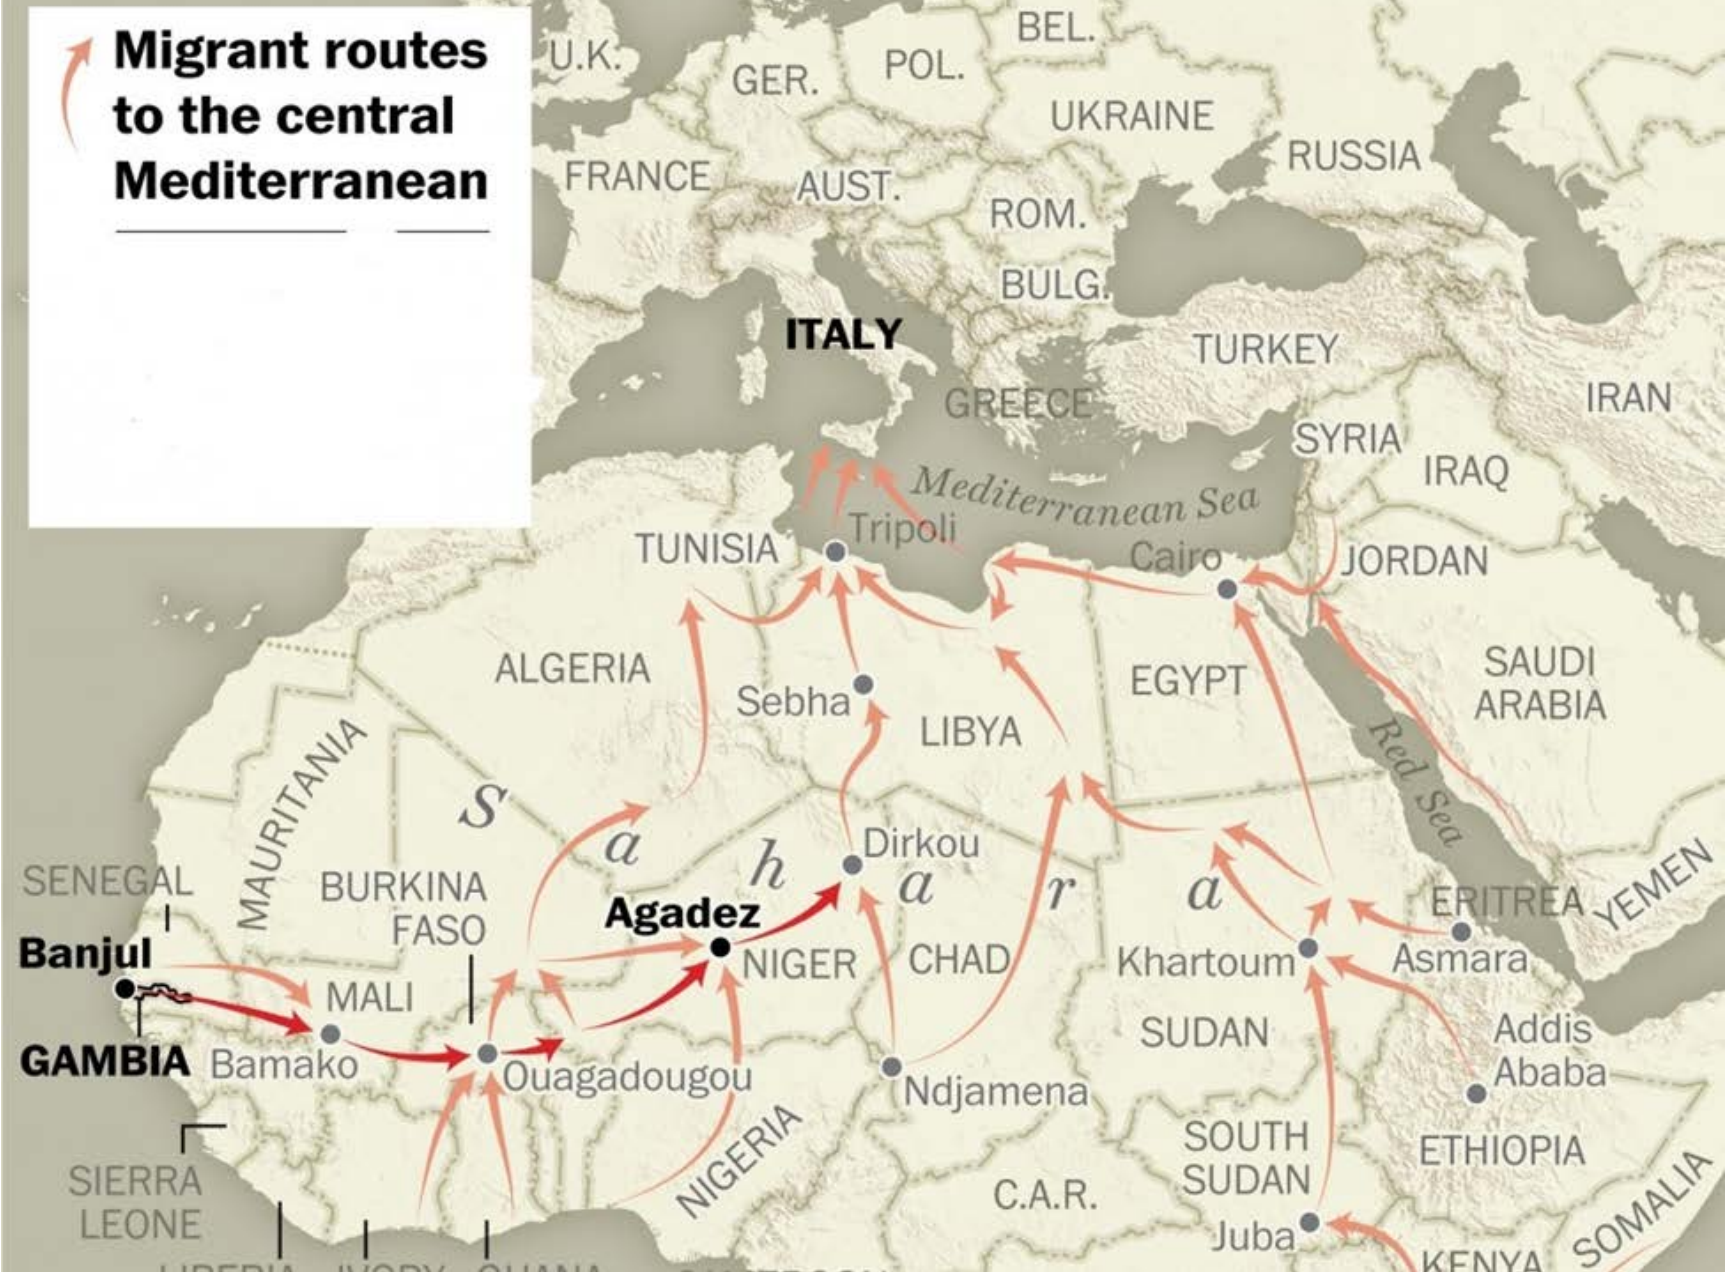 Migrant routes
to the central
Mediterranean
U.K.
BEL.
GER.
POL.
UKRAINE
RUSSIA
FRANCE
AUST.
ROM.
BULG.
ITALY
TURKEY
GREECE
IRAN
SYRIA
IRAQ
Mediterranean Sea
Tripoli
TUNISIA
Cairo
JORDAN
ALGERIA
Sebha
LIBYA
EGYPT
SAUDI
ARABIA
Red Sea
MAURITANIA
S a h a r a
Dirkou
SENEGAL
BURKINA
FASO
Agadez
NIGER
CHAD
Khartoum
ERITREA
Asmara
YEMEN
Banjul
MALI
GAMBIA
Bamako
Ouagadougou
Ndjamena
SUDAN
Addis
Ababa
NIGERIA
SOUTH
SUDAN
ETHIOPIA
SIERRA
LEONE
C.A.R.
Juba
SOMALIA
KENYA
LIBERIA
IVORY
GHANA